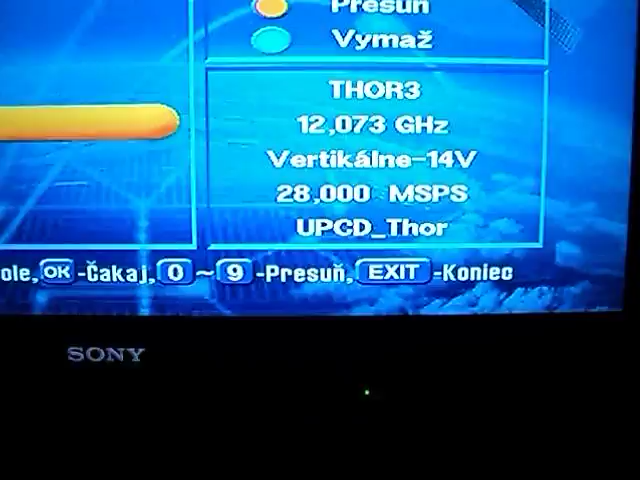 Presuň
Vymaž
THOR3
12,073 GHz
Vertikálne-14V
28,000 MSPS
UPCD_Thor
ole, OK -Čakaj, 0 ~ 9 -Presuň, EXIT -Koniec
SONY